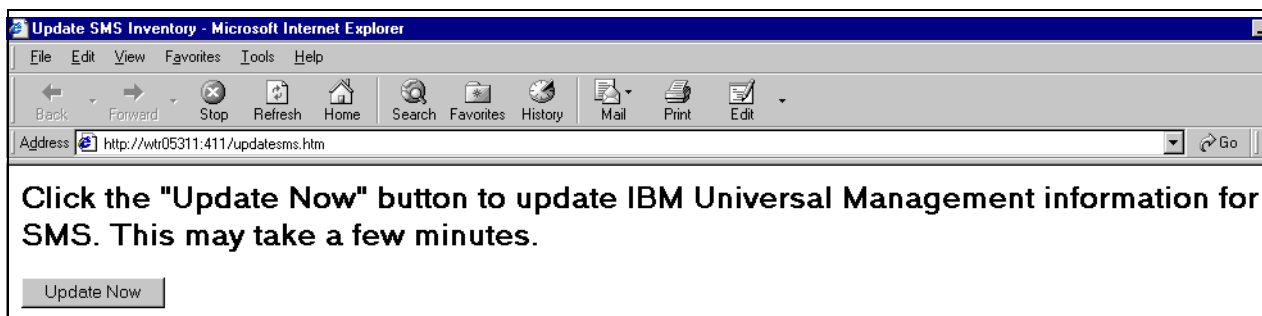 Update SMS Inventory - Microsoft Internet Explorer
File Edit View Favorites Tools Help
Back Forward Stop Refresh Home Search Favorites History Mail Print Edit
Address http://wtr05311:411/updatesms.htm Go
Click the "Update Now" button to update IBM Universal Management information for
SMS. This may take a few minutes.
Update Now